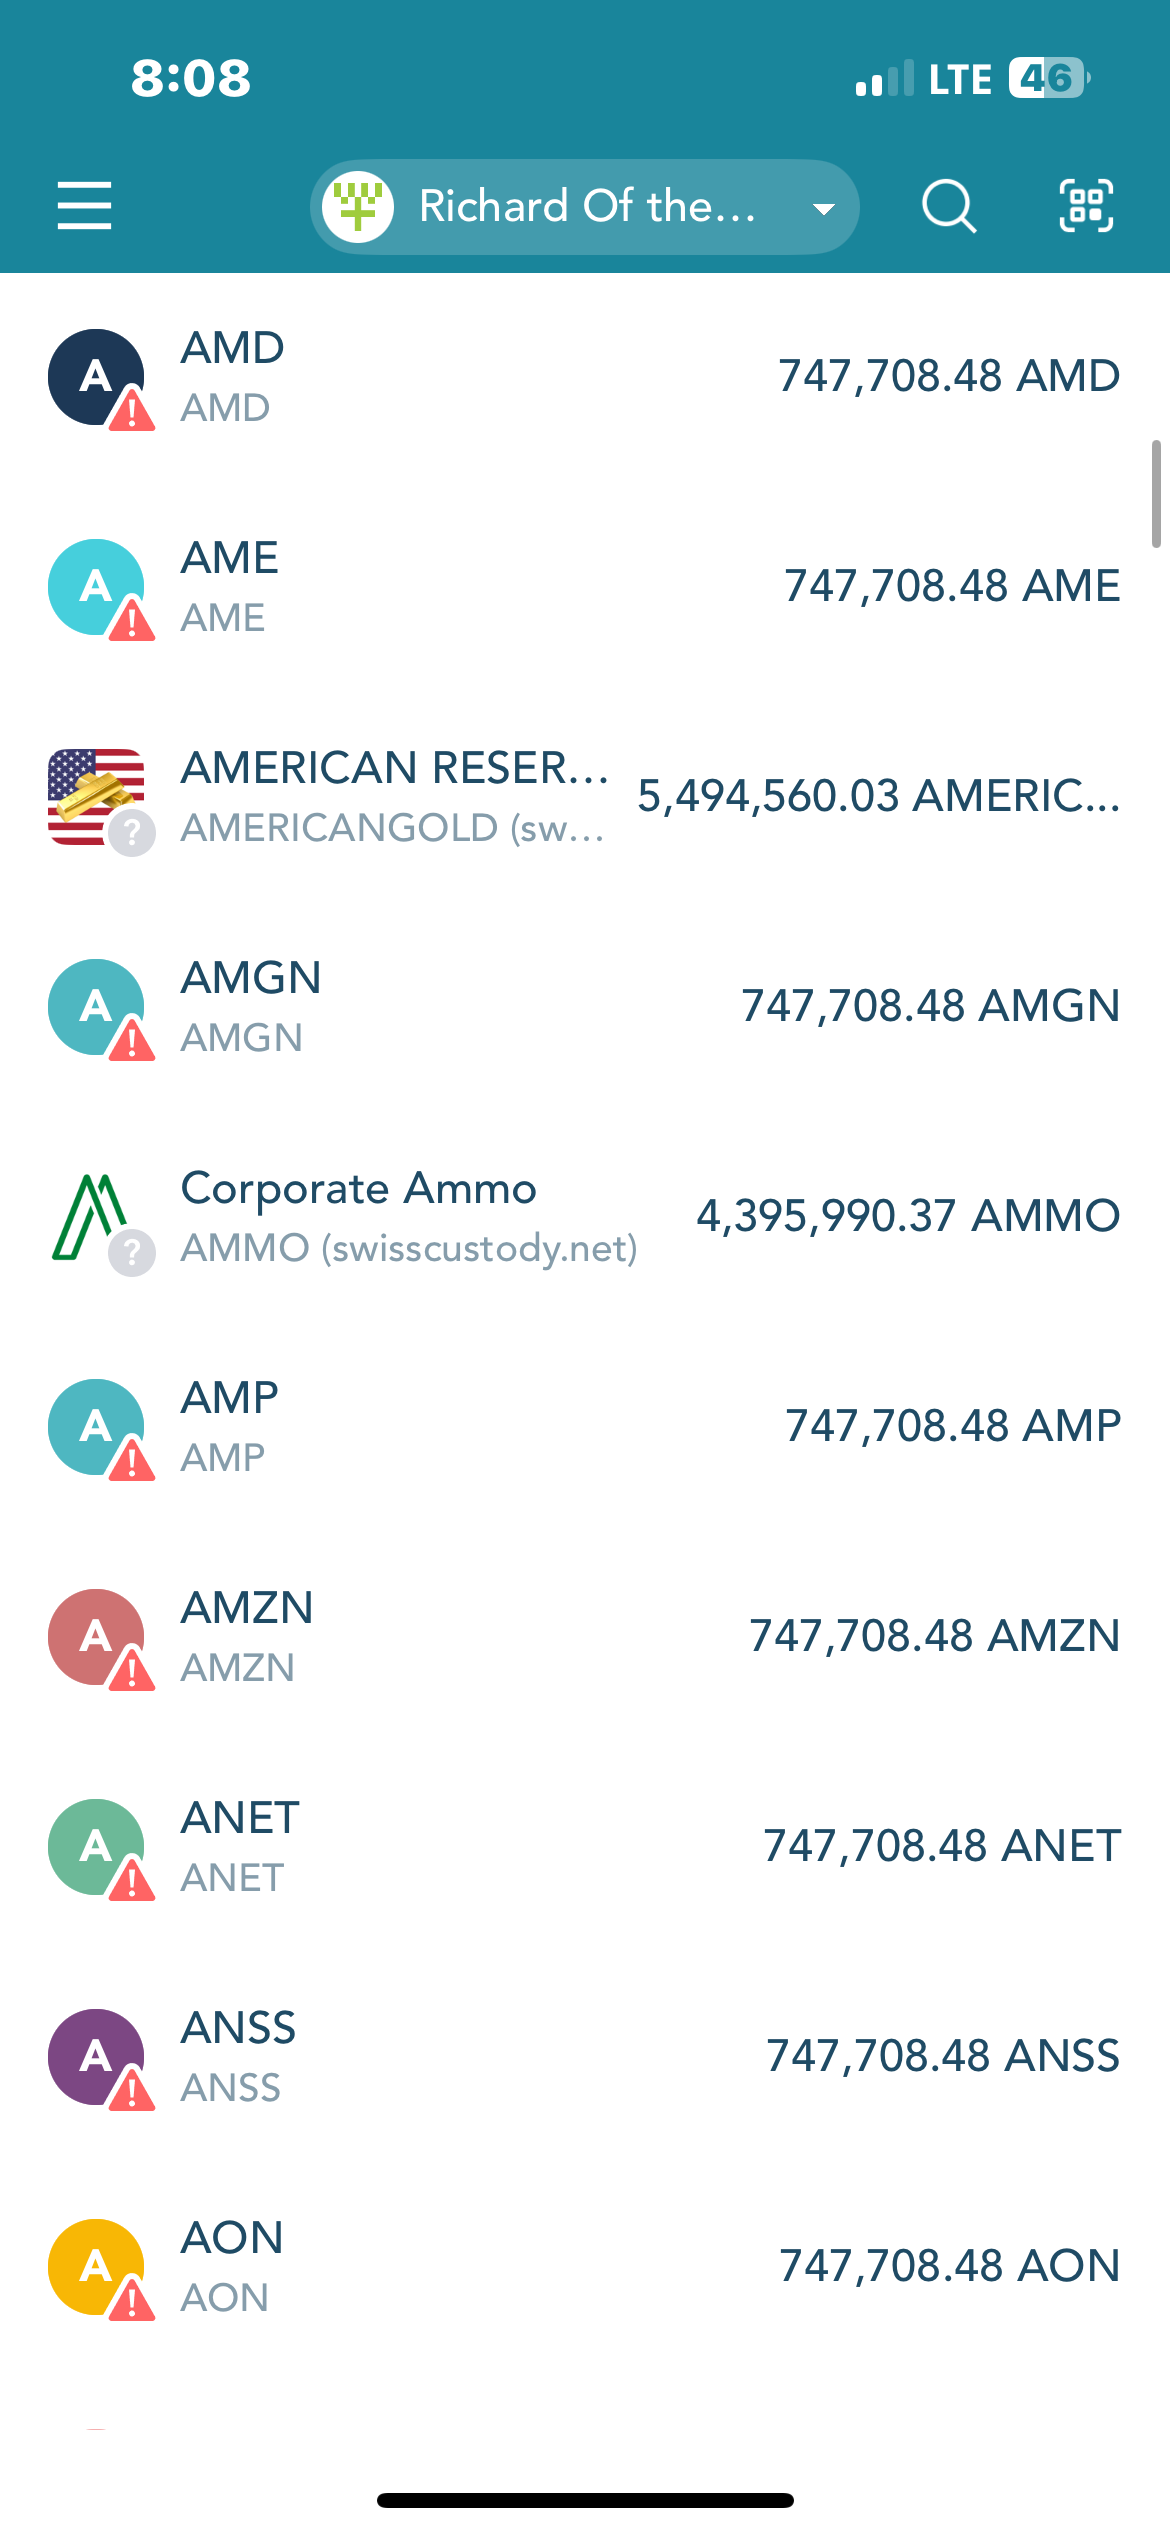 8:08
LTE 46
Richard Of the...
A
AMD
AMD
747,708.48 AMD
A
AME
AME
747,708.48 AME
AMERICAN RESER...
AMERICANGOLD (sw...
5,494,560.03 AMERIC...
?
A
AMGN
AMGN
747,708.48 AMGN
Corporate Ammo
AMMO (swisscustody.net)
4,395,990.37 AMMO
?
A
AMP
AMP
747,708.48 AMP
A
AMZN
AMZN
747,708.48 AMZN
A
ANET
ANET
747,708.48 ANET
A
ANSS
ANSS
747,708.48 ANSS
A
AON
AON
747,708.48 AON